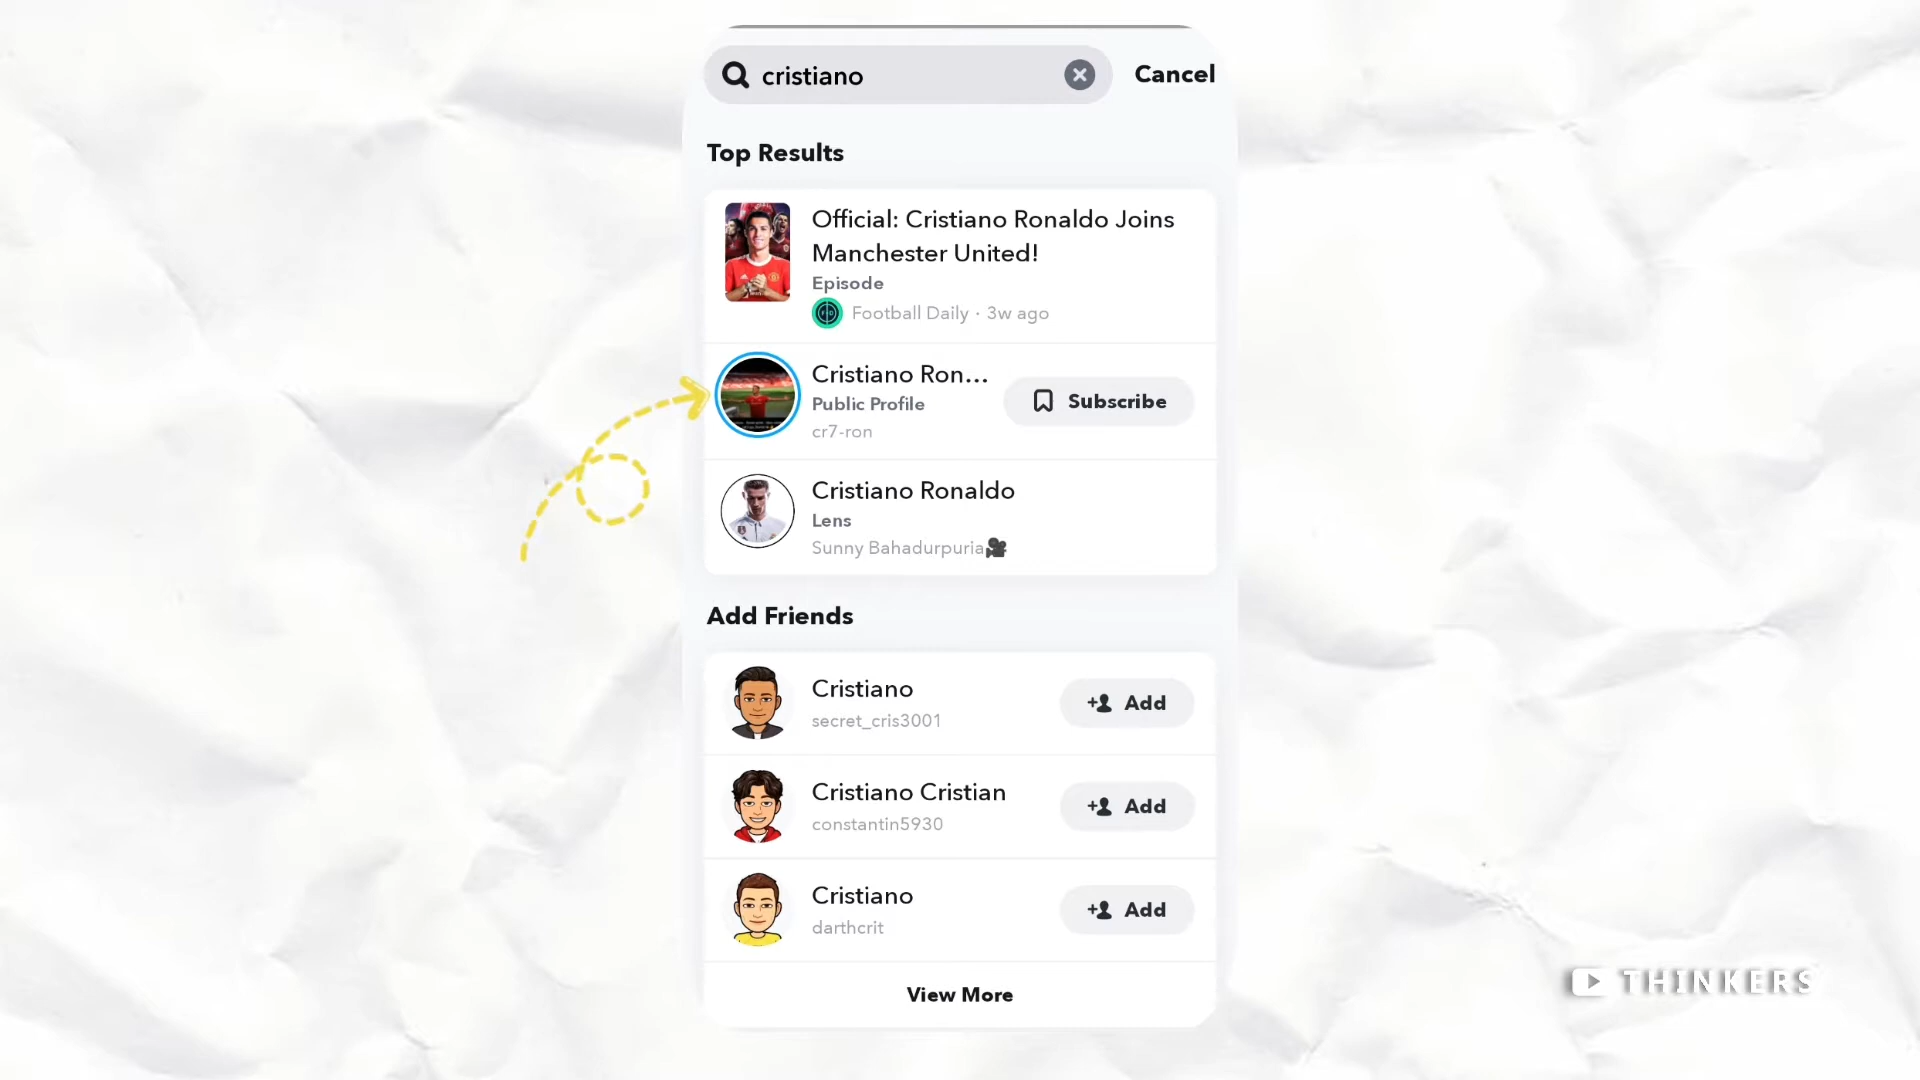 cristiano
Cancel
Top Results
Official: Cristiano Ronaldo Joins
Manchester United!
Episode
Football Daily · 3w ago
Cristiano Ron...
Public Profile
cr7-ron
Subscribe
Cristiano Ronaldo
Lens
Sunny Bahadurpuria🎥
Add Friends
Cristiano
secret_cris3001
Add
Cristiano Cristian
constantin5930
Add
Cristiano
darthcrit
Add
View More
THINKERS